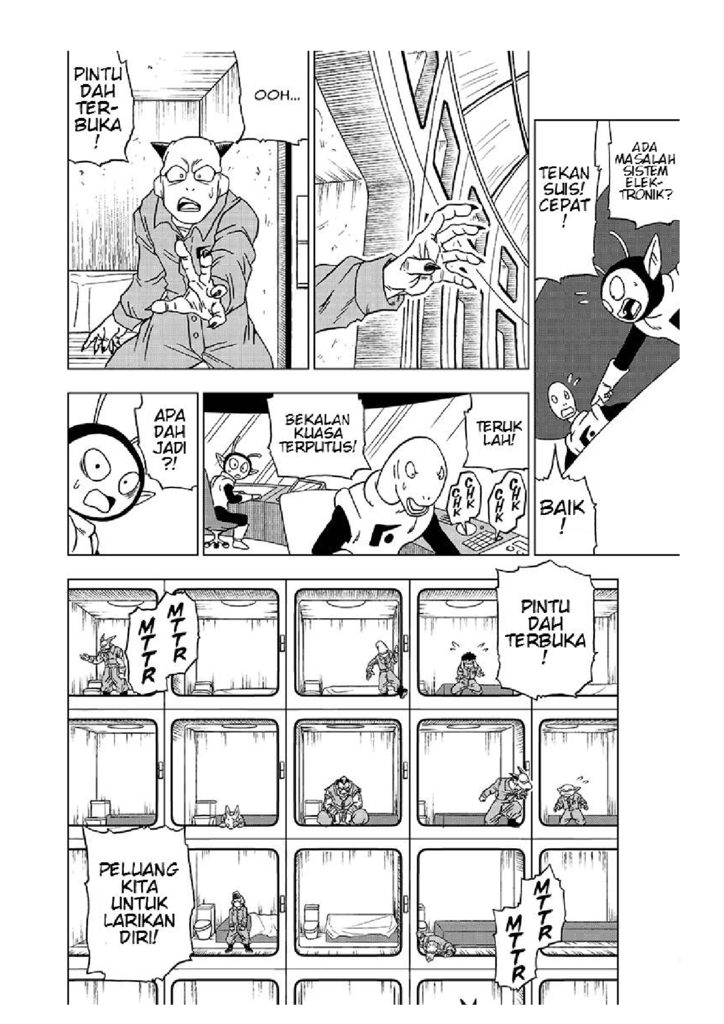 ADA
MASALAH
SISTEM
ELEK-
TRONIK?
TEKAN
SUIS!
CEPAT
!
BAIK
!
OOH...
PINTU
DAH
TER-
BUKA
!
TERUK
LAH!
CHK
CHK
CHK
CHK
BEKALAN
KUASA
TERPUTUS!
APA
DAH
JADI
?!
PINTU
DAH
TERBUKA
!
MTTR
MTTR
MTTR
MTTR
PELUANG
KITA
UNTUK
LARIKAN
DIRI!